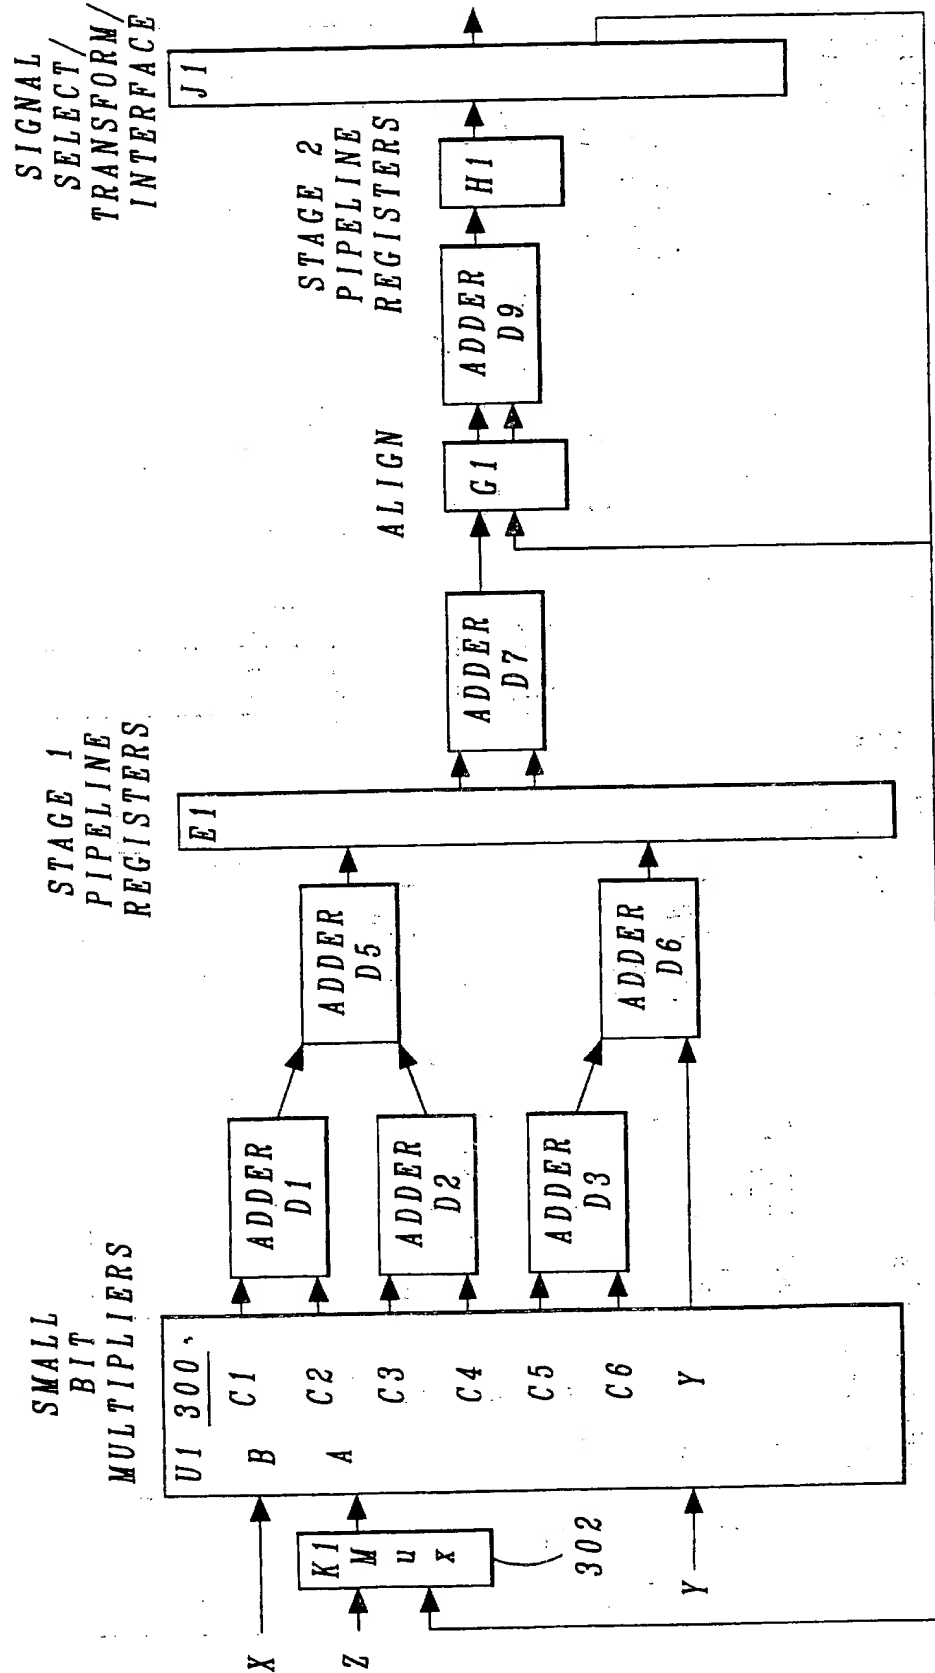 SMALL
BIT
MULTIPLIERS
STAGE 1
PIPELINE
REGISTERS
ALIGN
STAGE 2
PIPELINE
REGISTERS
SIGNAL
SELECT/
TRANSFORM/
INTERFACE
X
Z
Y
K1
Mux
302
U1 300
B
A
C1
C2
C3
C4
C5
C6
Y
ADDER
D1
ADDER
D2
ADDER
D3
ADDER
D5
ADDER
D6
E1
ADDER
D7
G1
ADDER
D9
H1
J1